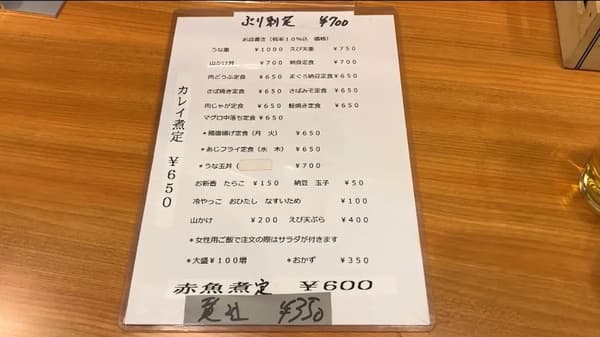 ぶり刺定 ¥700
お品書き（税率１０％込 価格）
うな重 ￥１０００ えび天重 ￥７５０
山かけ丼 ￥７００ 刺身定食 ￥７００
肉どうふ定食 ￥６５０ まぐろ納豆定食￥６５０
さば焼き定食 ￥６５０ さばみそ定食 ￥６５０
肉じゃが定食 ￥６５０ 鮭焼き定食 ￥６５０
マグロ中落ち定食 ￥６５０
＊鶏唐揚げ定食（月 火） ￥６５０
＊あじフライ定食（水 木） ￥６５０
＊うな玉丼（ ￥７００
お新香 たらこ ￥１５０ 納豆 玉子 ￥５０
冷やっこ おひたし なすいため ￥１００
山かけ ￥２００ えび天ぷら ￥４００
＊女性用ご飯で注文の際はサラダが付きます
＊大盛￥１００増 ＊おかず ￥３５０
カレイ煮定 ￥６５０
赤魚煮定 ￥６００
¥350